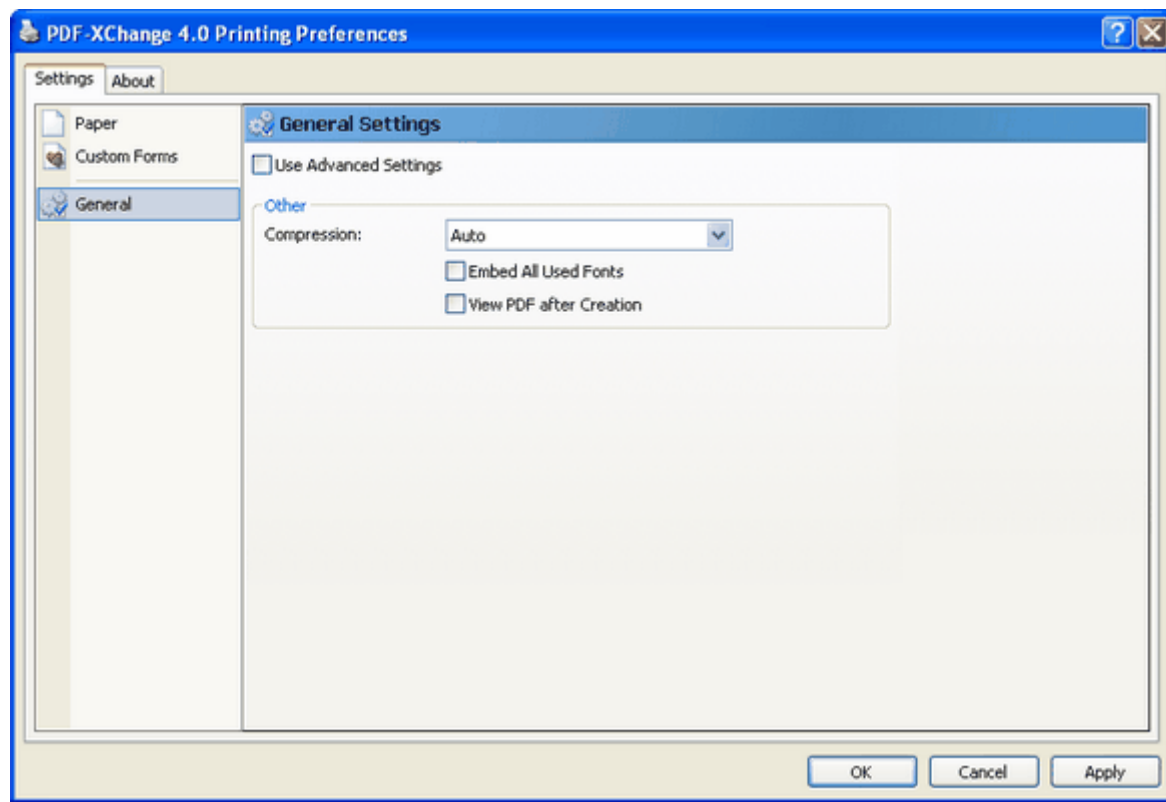 PDF-XChange 4.0 Printing Preferences
Settings About
Paper
Custom Forms
General
General Settings
Use Advanced Settings
Other
Compression: Auto
Embed All Used Fonts
View PDF after Creation
OK Cancel Apply